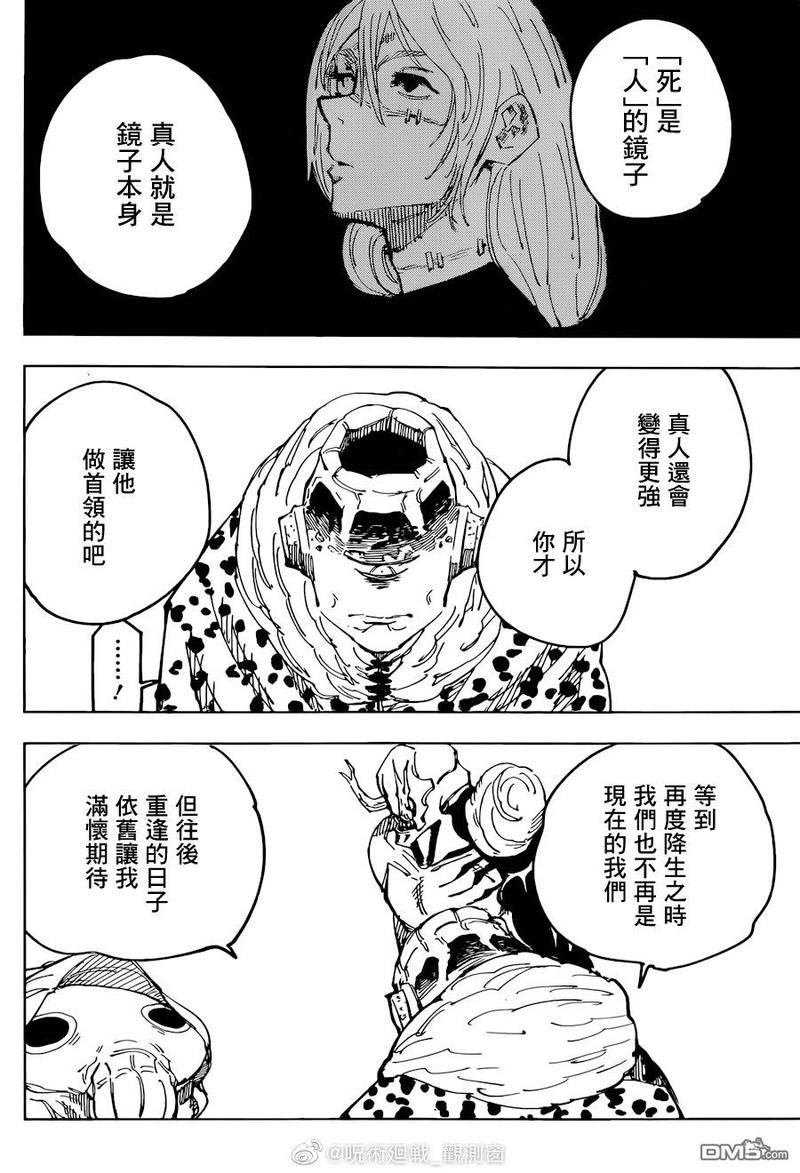 「死」是
「人」的鏡子
真人就是
鏡子本身
真人還會
變得更強
所以
你才
讓他
做首領的吧
……！
等到
再度降生之時
我們也不再是
現在的我們
但往後
重逢的日子
依舊讓我
滿懷期待
@呪術廻戰_觀測窗
DM5.com